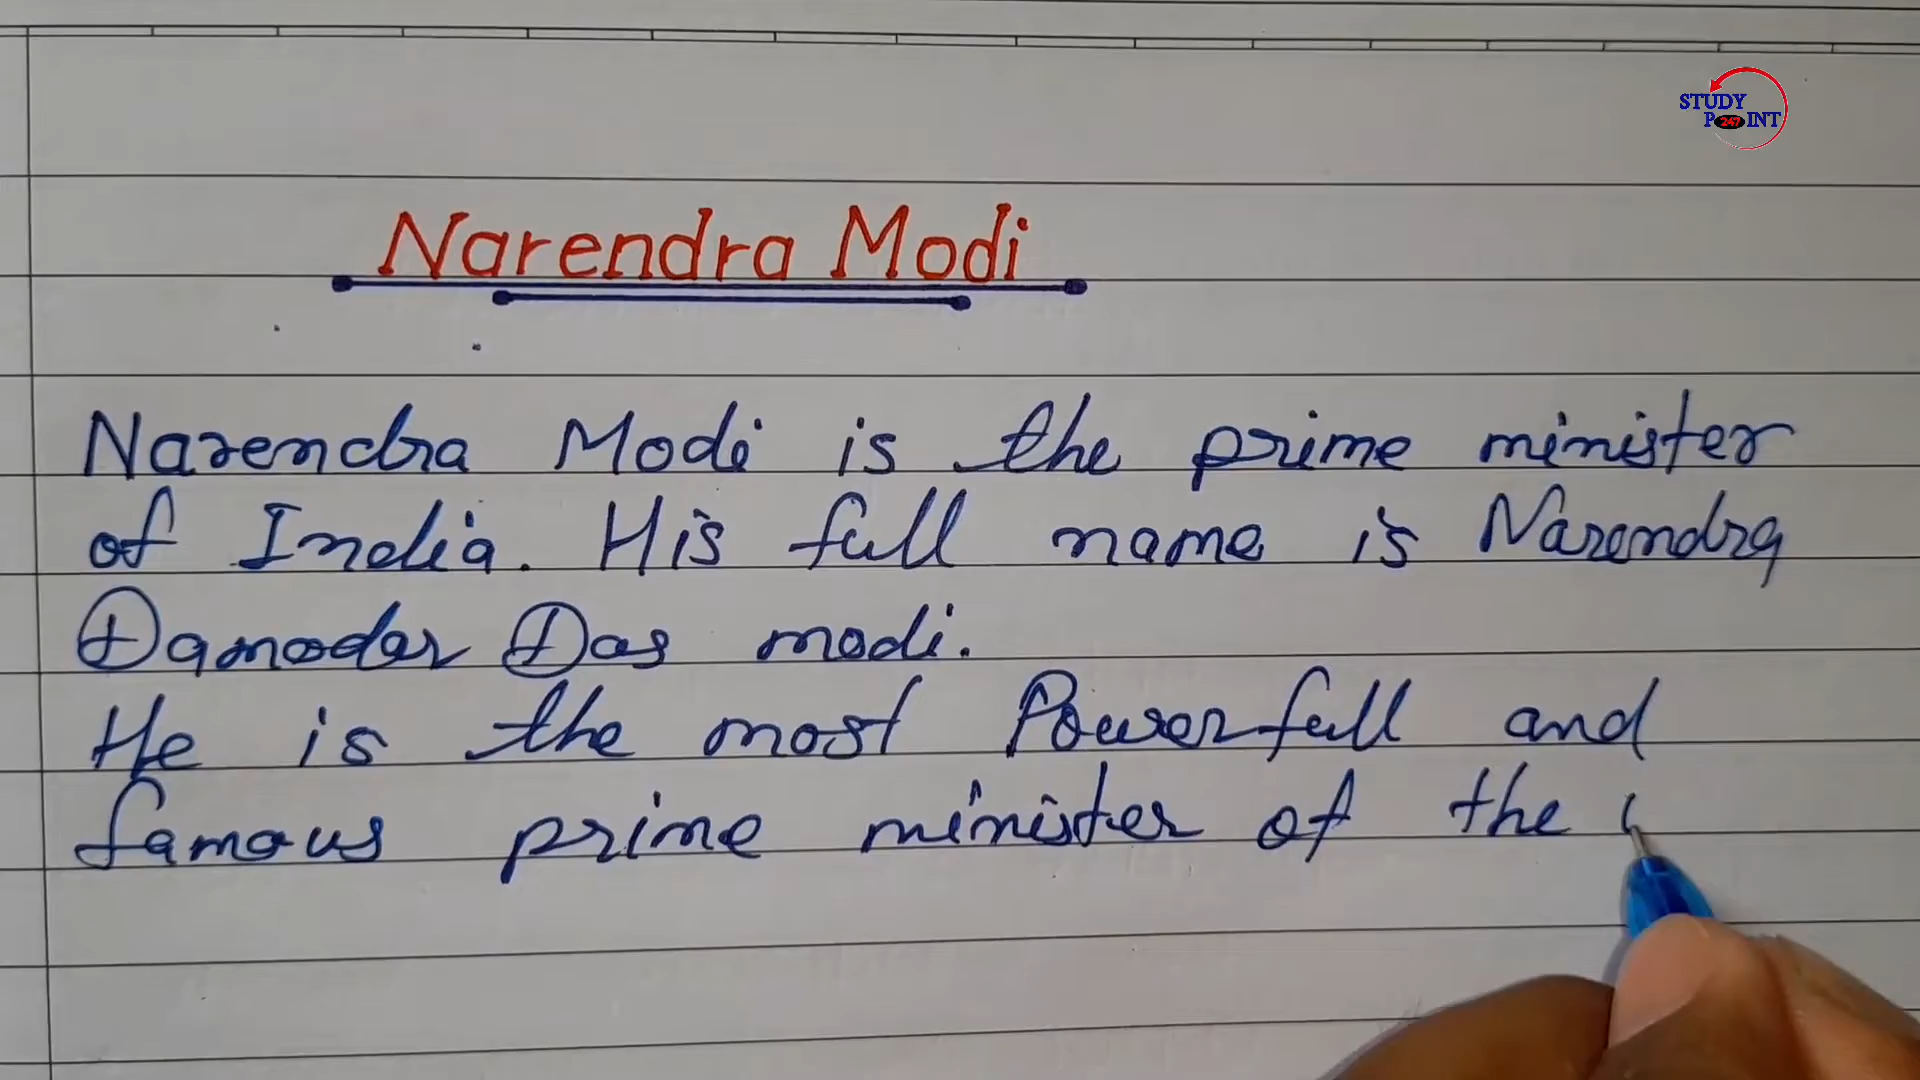 STUDY
P247INT
Narendra Modi
Narendra Modi is the prime minister
of India. His full name is Narendra
Damodar Das modi.
He is the most Powerfull and
famous prime minister of the